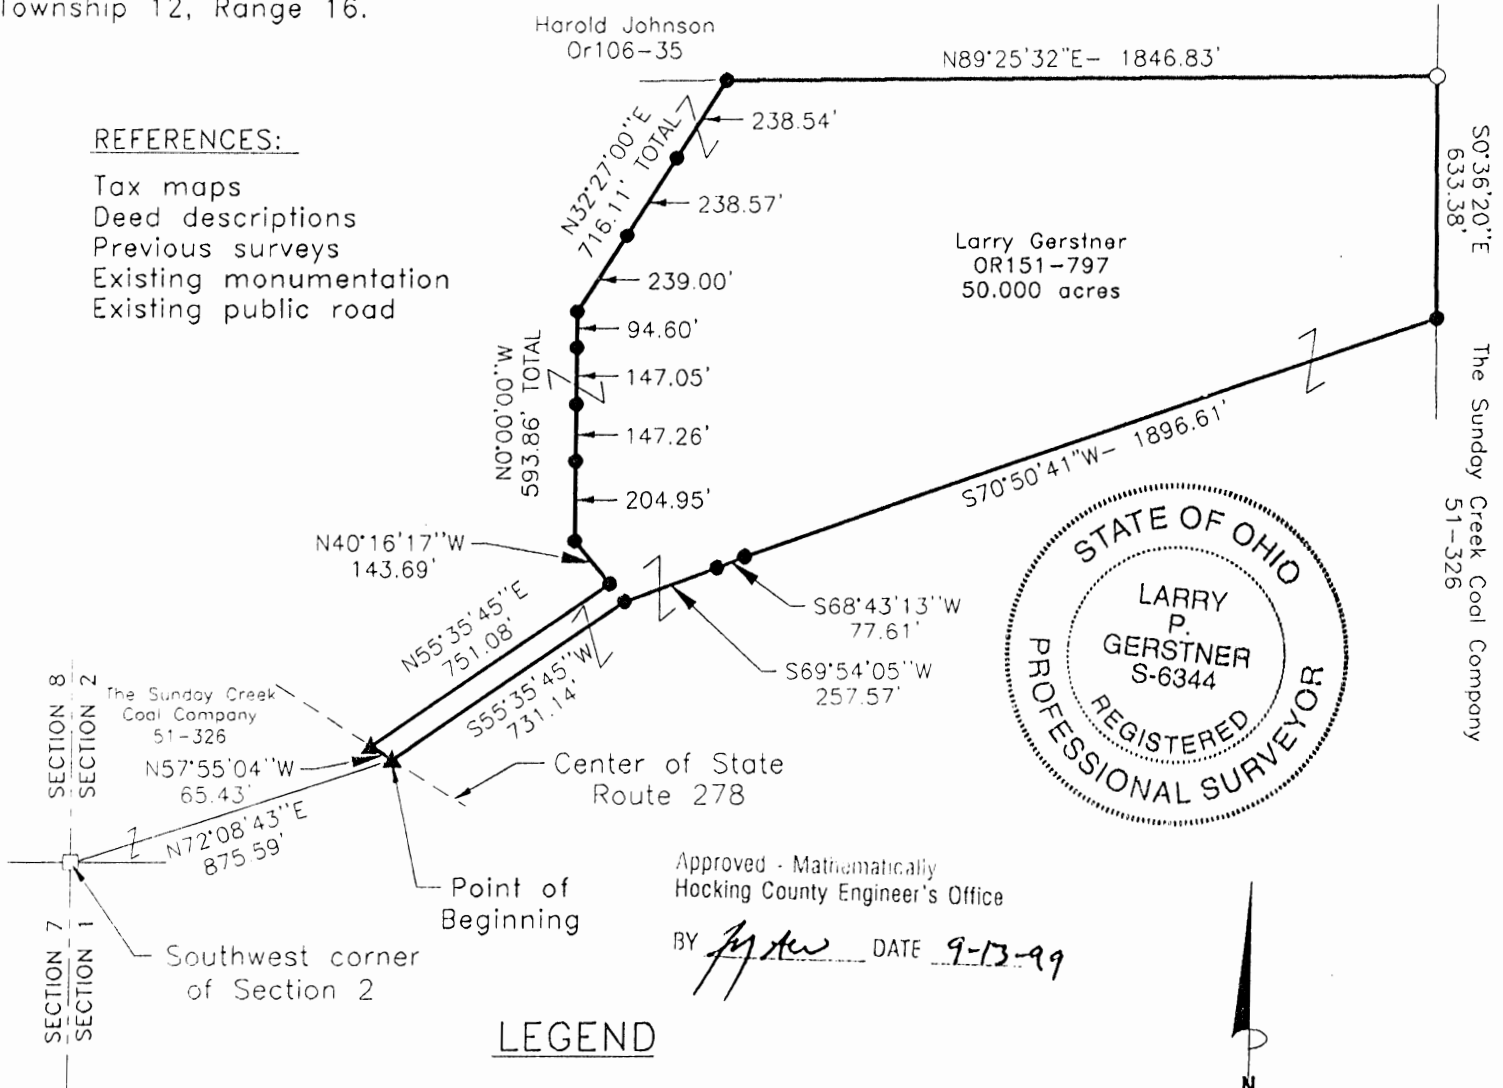 Township 12, Range 16.
Harold Johnson
Or106-35
N89°25'32"E- 1846.83'
S0°36'20"E
633.38'
REFERENCES:
Tax maps
Deed descriptions
Previous surveys
Existing monumentation
Existing public road
N32°27'00"E
716.11' TOTAL
238.54'
238.57'
239.00'
Larry Gerstner
OR151-797
50.000 acres
N0°00'00"W
593.86' TOTAL
94.60'
147.05'
147.26'
204.95'
The Sunday Creek Coal Company
51-326
S70°50'41"W- 1896.61'
N40°16'17"W
143.69'
S68°43'13"W
77.61'
S69°54'05"W
257.57'
N55°35'45"E
751.08'
S55°35'45"W
731.14'
STATE OF OHIO
LARRY
P.
GERSTNER
S-6344
REGISTERED
PROFESSIONAL SURVEYOR
SECTION 8
SECTION 2
The Sunday Creek
Coal Company
51-326
N57°55'04"W
65.43'
N72°08'43"E
875.59'
Center of State
Route 278
Point of
Beginning
SECTION 7
SECTION 1
Southwest corner
of Section 2
Approved - Mathematically
Hocking County Engineer's Office
BY DATE 9-13-99
LEGEND
N